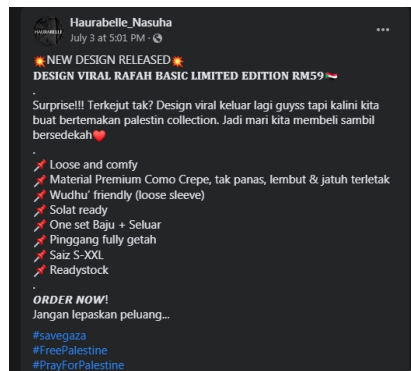 HAURABELLE
Haurabelle_Nasuha
July 3 at 5:01 PM ·
💥NEW DESIGN RELEASED💥
DESIGN VIRAL RAFAH BASIC LIMITED EDITION RM59🇵🇸
.
Surprise!!! Terkejut tak? Design viral keluar lagi guyss tapi kalini kita
buat bertemakan palestin collection. Jadi mari kita membeli sambil
bersedekah❤️
.
📌 Loose and comfy
📌 Material Premium Como Crepe, tak panas, lembut & jatuh terletak
📌 Wudhu’ friendly (loose sleeve)
📌 Solat ready
📌 One set Baju + Seluar
📌 Pinggang fully getah
📌 Saiz S-XXL
📌 Readystock
.
ORDER NOW!
Jangan lepaskan peluang...
#savegaza
#FreePalestine
#PrayForPalestine